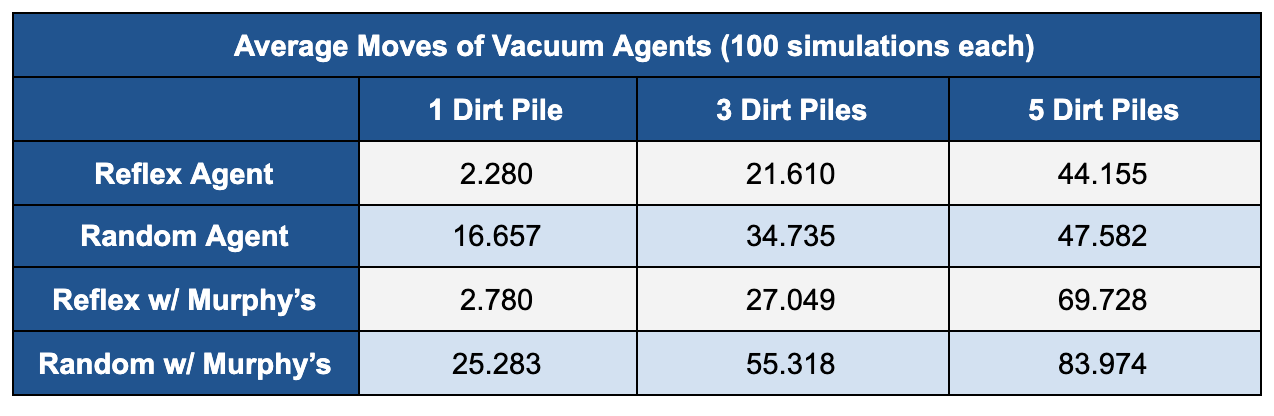 Average Moves of Vacuum Agents (100 simulations each)
1 Dirt Pile 3 Dirt Piles 5 Dirt Piles
Reflex Agent 2.280 21.610 44.155
Random Agent 16.657 34.735 47.582
Reflex w/ Murphy’s 2.780 27.049 69.728
Random w/ Murphy’s 25.283 55.318 83.974